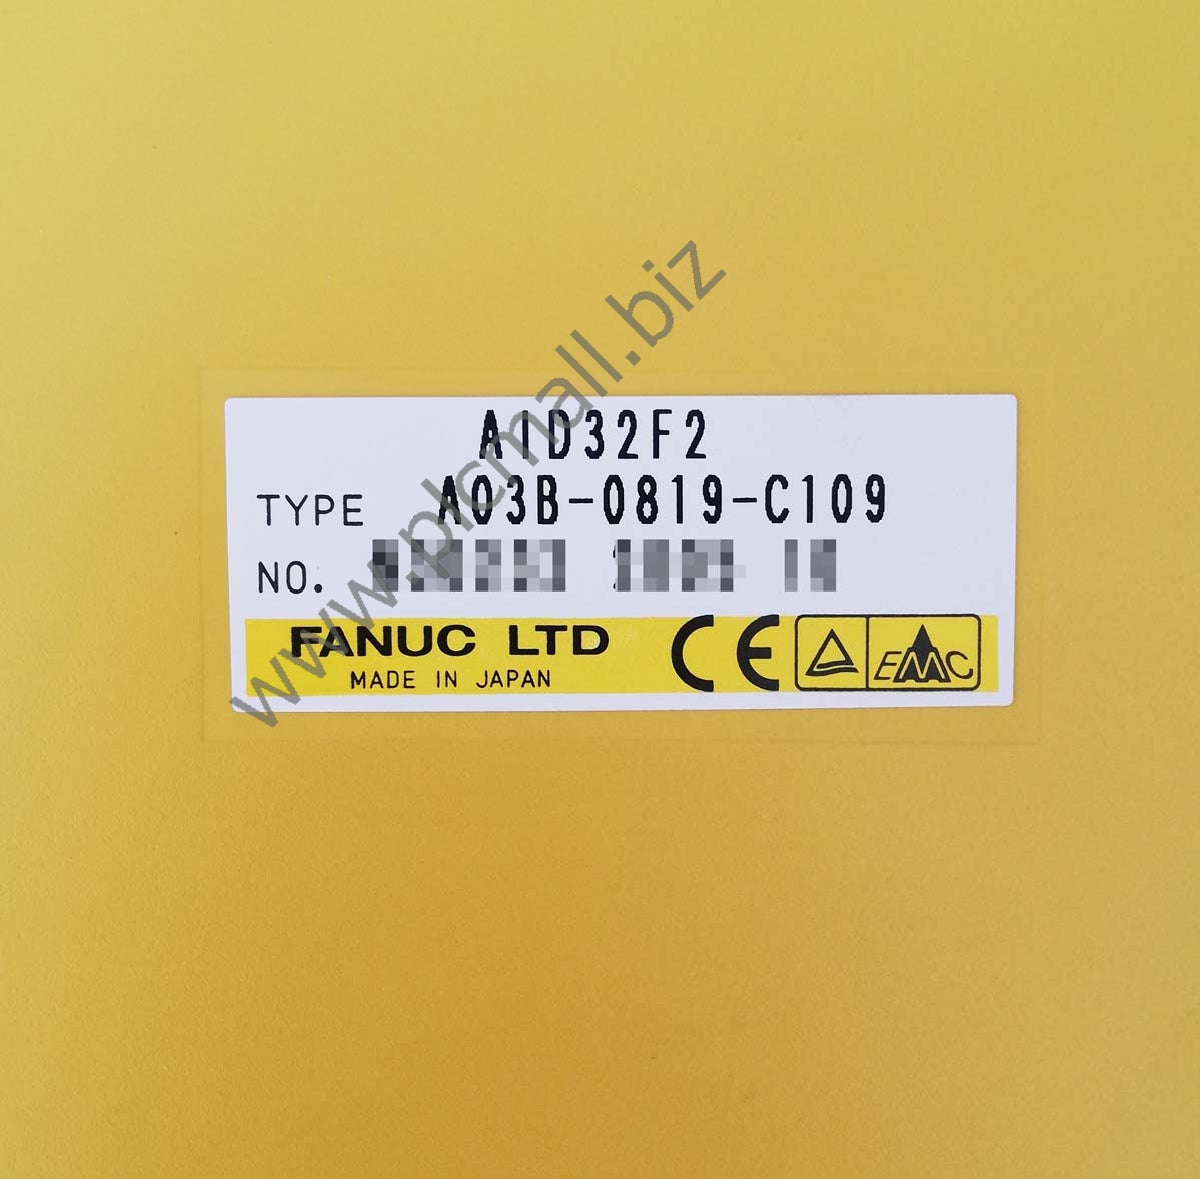 AID32F2
TYPE A03B-0819-C109
NO.
FANUC LTD
MADE IN JAPAN
CE
EMC
www.plcmall.biz